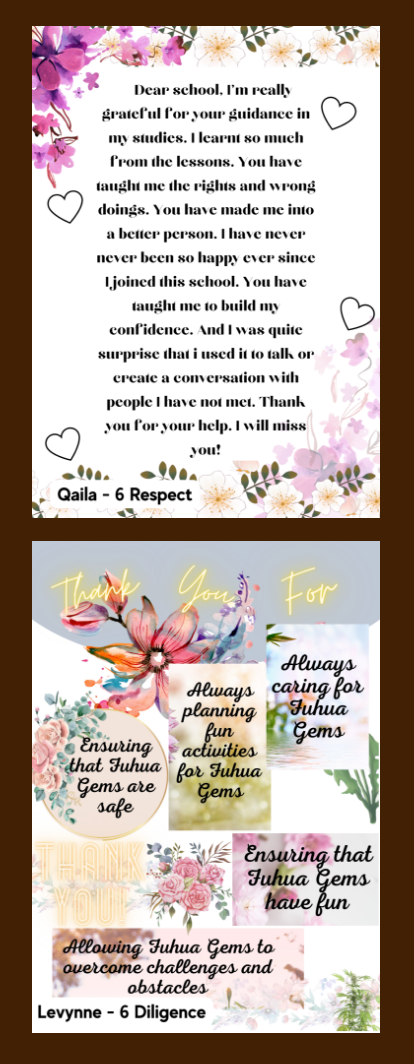 Dear school, I'm really
grateful for your guidance in
my studies. I learnt so much
from the lessons. You have
taught me the rights and wrong
doings. You have made me into
a better person. I have never
never been so happy ever since
I joined this school. You have
taught me to build my
confidence. And I was quite
surprise that i used it to talk or
create a conversation with
people I have not met. Thank
you for your help. I will miss
you!
Qaila - 6 Respect
Thank You For
Always
caring for
Fuhua
Gems
Always
planning
fun
activities
for Fuhua
Gems
Ensuring
that Fuhua
Gems are
safe
THANK
YOU!
Ensuring that
Fuhua Gems
have fun
Allowing Fuhua Gems to
overcome challenges and
obstacles
Levynne - 6 Diligence